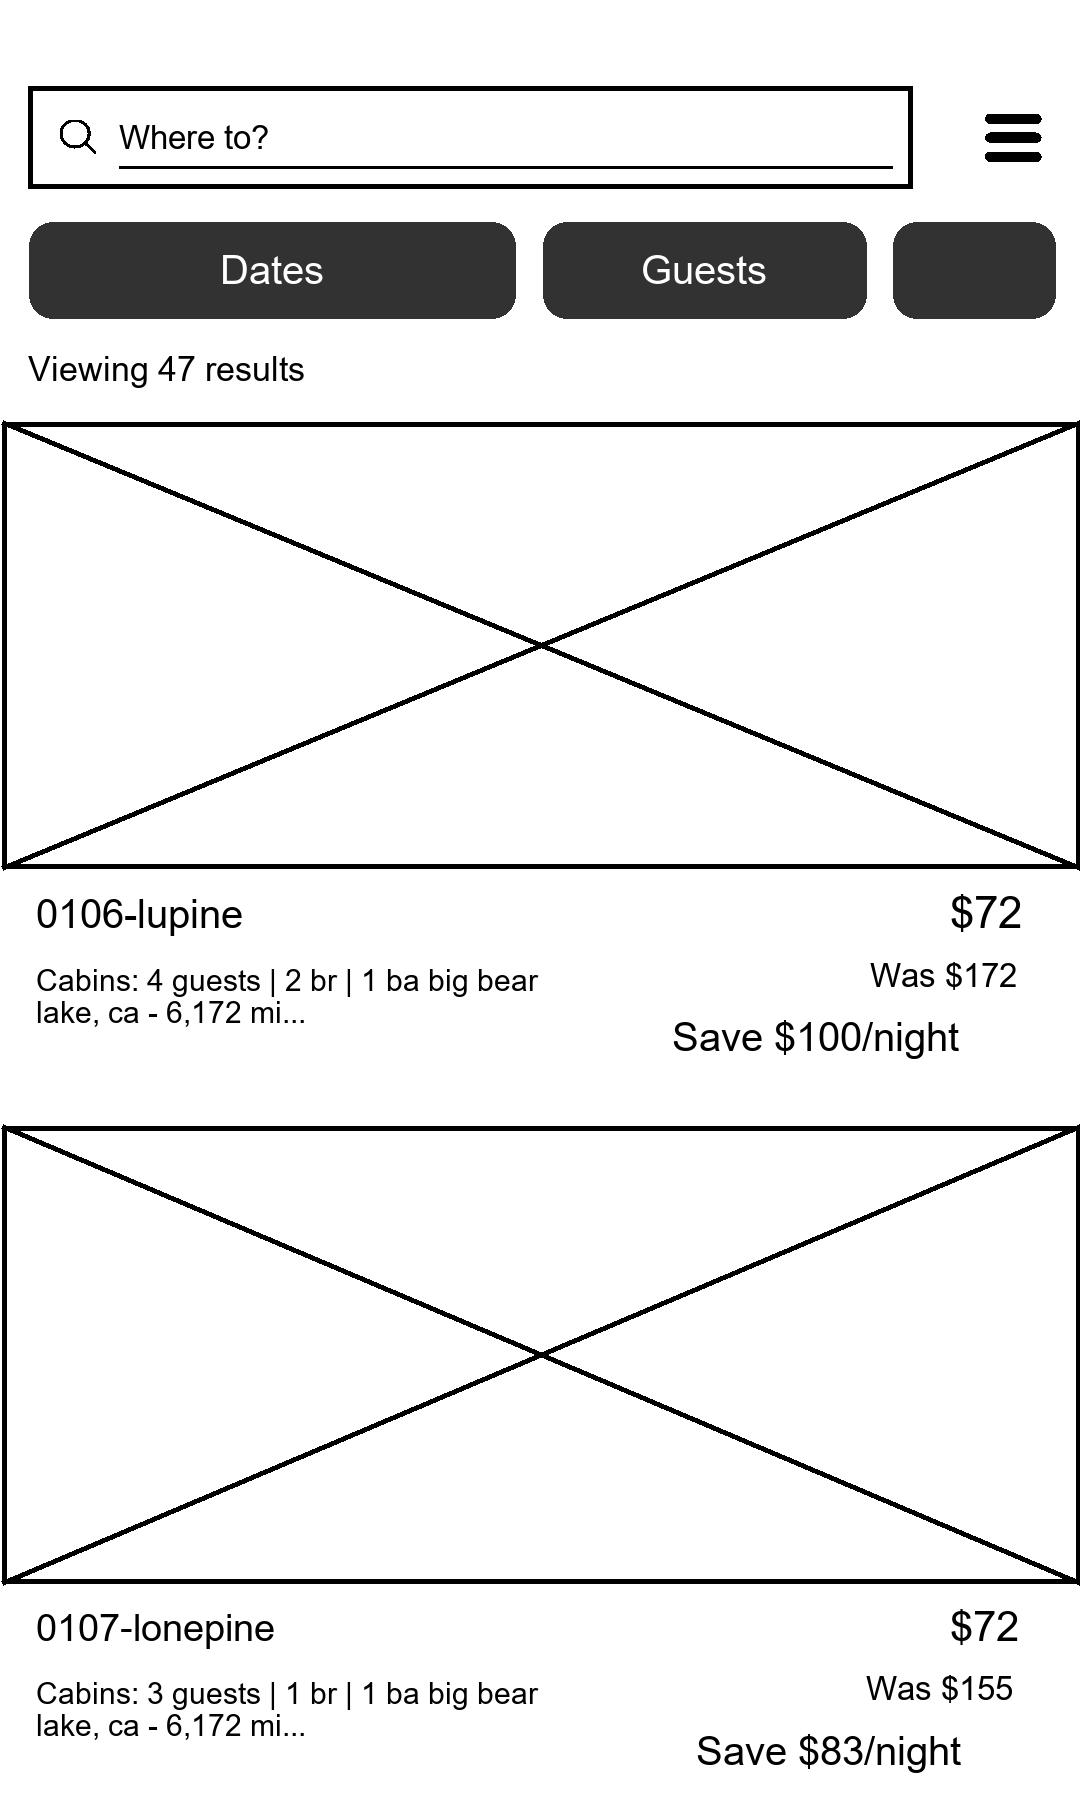 Where to?
Dates
Guests
Viewing 47 results
0106-lupine
$72
Cabins: 4 guests | 2 br | 1 ba big bear
lake, ca - 6,172 mi...
Was $172
Save $100/night
0107-lonepine
$72
Cabins: 3 guests | 1 br | 1 ba big bear
lake, ca - 6,172 mi...
Was $155
Save $83/night